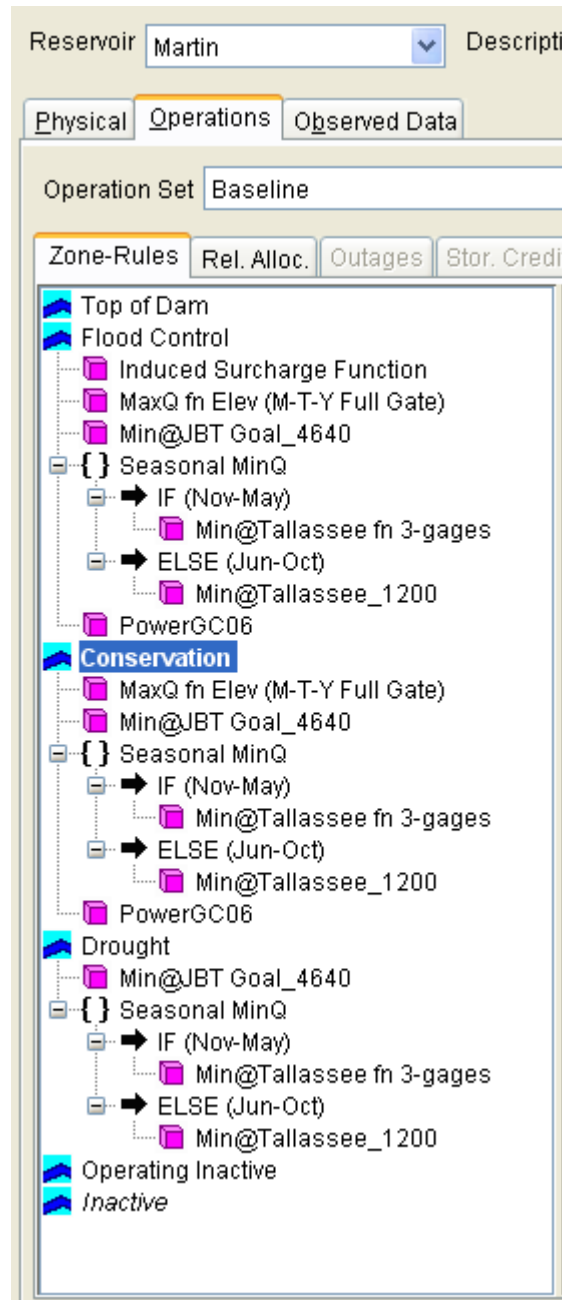 Reservoir Martin Descripti
Physical Operations Observed Data
Operation Set Baseline
Zone-Rules Rel. Alloc. Outages Stor. Credi
Top of Dam
Flood Control
Induced Surcharge Function
MaxQ fn Elev (M-T-Y Full Gate)
Min@JBT Goal_4640
{ } Seasonal MinQ
IF (Nov-May)
Min@Tallassee fn 3-gages
ELSE (Jun-Oct)
Min@Tallassee_1200
PowerGC06
Conservation
MaxQ fn Elev (M-T-Y Full Gate)
Min@JBT Goal_4640
{ } Seasonal MinQ
IF (Nov-May)
Min@Tallassee fn 3-gages
ELSE (Jun-Oct)
Min@Tallassee_1200
PowerGC06
Drought
Min@JBT Goal_4640
{ } Seasonal MinQ
IF (Nov-May)
Min@Tallassee fn 3-gages
ELSE (Jun-Oct)
Min@Tallassee_1200
Operating Inactive
Inactive